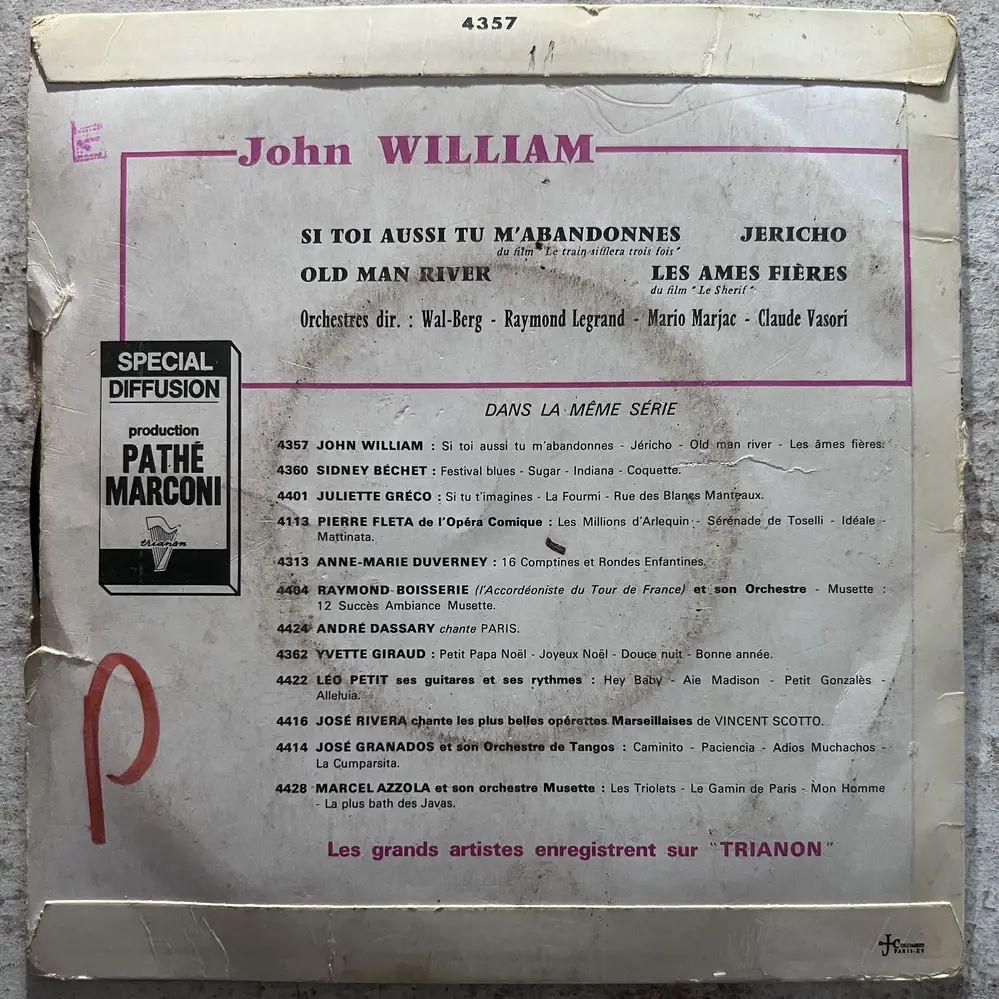 4357
John WILLIAM
SI TOI AUSSI TU M'ABANDONNES JERICHO
du film "Le train sifflera trois fois"
OLD MAN RIVER LES AMES FIÈRES
du film "Le Sherif"
Orchestres dir. : Wal-Berg - Raymond Legrand - Mario Marjac - Claude Vasori
SPECIAL
DIFFUSION
production
PATHÉ
MARCONI
trianon
DANS LA MÊME SÉRIE
4357 JOHN WILLIAM : Si toi aussi tu m'abandonnes - Jéricho - Old man river - Les âmes fières.
4360 SIDNEY BÉCHET : Festival blues - Sugar - Indiana - Coquette.
4401 JULIETTE GRÉCO : Si tu t'imagines - La Fourmi - Rue des Blancs Manteaux.
4113 PIERRE FLETA de l'Opéra Comique : Les Millions d'Arlequin - Sérénade de Toselli - Idéale -
Mattinata.
4313 ANNE-MARIE DUVERNEY : 16 Comptines et Rondes Enfantines.
4404 RAYMOND BOISSERIE (l'Accordéoniste du Tour de France) et son Orchestre - Musette :
12 Succès Ambiance Musette.
4424 ANDRÉ DASSARY chante PARIS.
4362 YVETTE GIRAUD : Petit Papa Noël - Joyeux Noël - Douce nuit - Bonne année.
4422 LÉO PETIT ses guitares et ses rythmes : Hey Baby - Aie Madison - Petit Gonzalès -
Alleluia.
4416 JOSÉ RIVERA chante les plus belles opérettes Marseillaises de VINCENT SCOTTO.
4414 JOSÉ GRANADOS et son Orchestre de Tangos : Caminito - Paciencia - Adios Muchachos -
La Cumparsita.
4428 MARCEL AZZOLA et son orchestre Musette : Les Triolets - Le Gamin de Paris - Mon Homme
- La plus bath des Javas.
P
Les grands artistes enregistrent sur "TRIANON"
J. COLOMBET
PARIS-XV